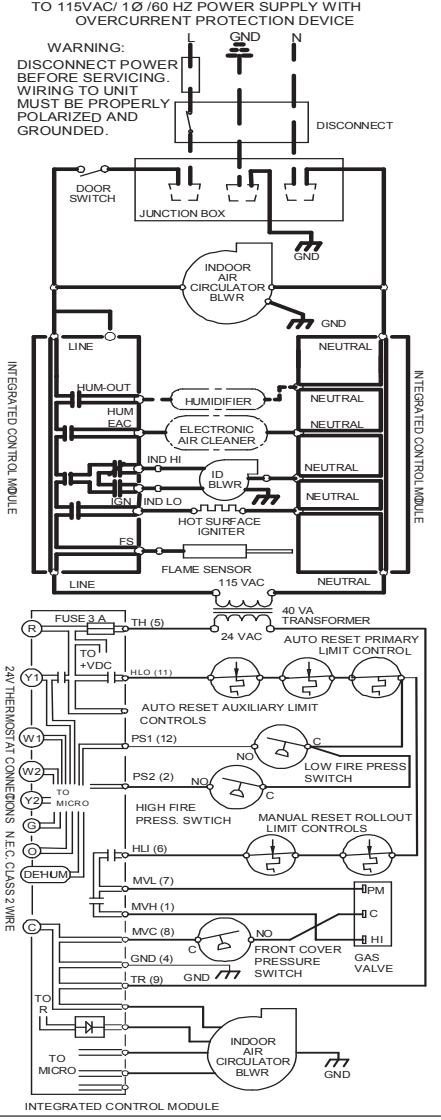 TO 115VAC/ 1Ø /60 HZ POWER SUPPLY WITH
OVERCURRENT PROTECTION DEVICE
WARNING:
DISCONNECT POWER
BEFORE SERVICING.
WIRING TO UNIT
MUST BE PROPERLY
POLARIZED AND
GROUNDED.
L
GND
N
DISCONNECT
DOOR
SWITCH
JUNCTION BOX
GND
INDOOR
AIR
CIRCULATOR
BLWR
GND
INTEGRATED CONTROL MODULE
LINE
NEUTRAL
INTEGRATED CONTROL MODULE
HUM-OUT
HUMIDIFIER
NEUTRAL
HUM
EAC
ELECTRONIC
AIR CLEANER
NEUTRAL
IND HI
ID
BLWR
NEUTRAL
IGN
IND LO
NEUTRAL
HOT SURFACE
IGNITER
FS
FLAME SENSOR
LINE
115 VAC
NEUTRAL
40 VA
TRANSFORMER
24 VAC
R
FUSE 3 A
TH (5)
TO
+VDC
AUTO RESET PRIMARY
LIMIT CONTROL
Y1
HLO (11)
AUTO RESET AUXILIARY LIMIT
CONTROLS
24V THERMOSTAT CONNECTIONS N.E.C. CLASS 2 WIRE
W1
PS1 (12)
NO
C
LOW FIRE PRESS
SWITCH
W2
PS2 (2)
NO
C
TO
MICRO
Y2
HIGH FIRE
PRESS. SWTICH
G
MANUAL RESET ROLLOUT
LIMIT CONTROLS
O
HLI (6)
DEHUM
MVL (7)
PM
MVH (1)
C
C
MVC (8)
C
NO
HI
FRONT COVER
PRESSURE
SWITCH
GAS
VALVE
GND (4)
GND
TR (9)
TO
R
INDOOR
AIR
CIRCULATOR
BLWR
TO
MICRO
GND
INTEGRATED CONTROL MODULE